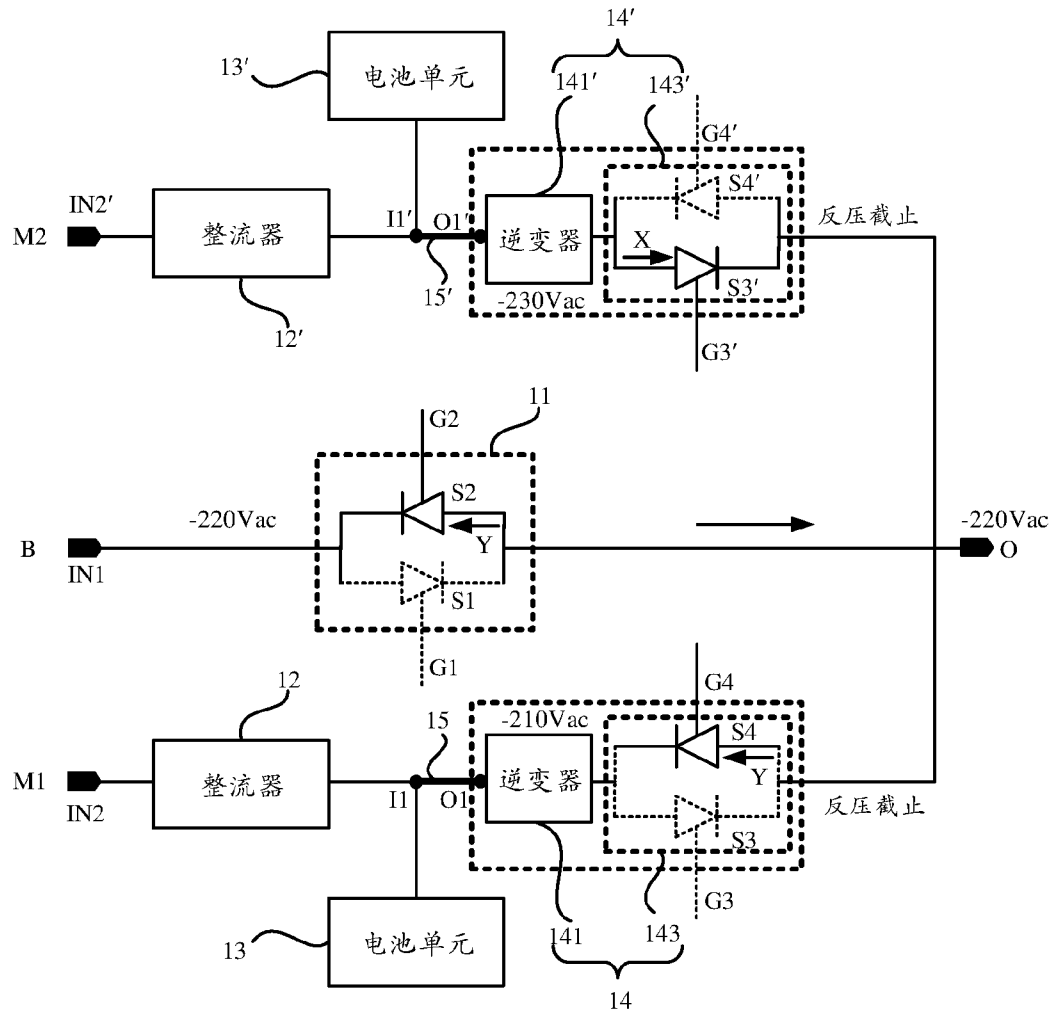 14′
13′
电池单元
141′
143′
G4′
IN2′
M2
整流器
I1′
O1′
逆变器
S4′
X
S3′
反压截止
15′
-230Vac
12′
G3′
G2
11
-220Vac
S2
Y
-220Vac
B
IN1
O
S1
G1
12
G4
15
-210Vac
S4
M1
IN2
整流器
I1
O1
逆变器
Y
S3
反压截止
G3
13
电池单元
141
143
14